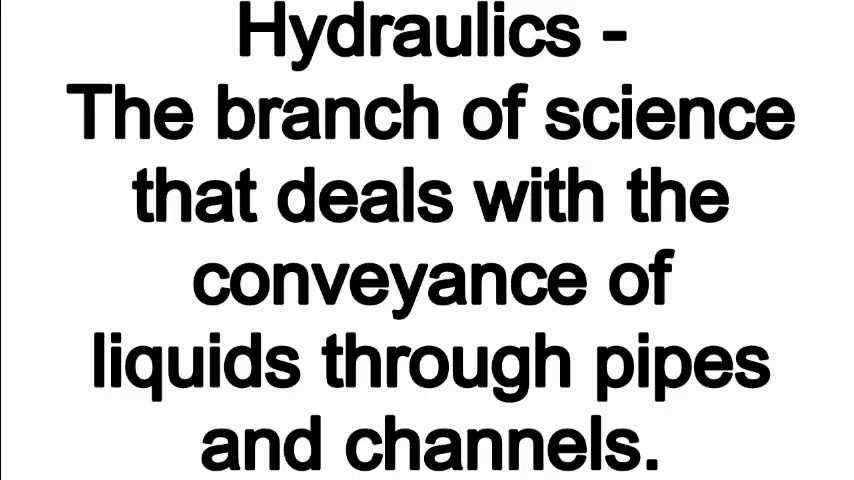 Hydraulics -
The branch of science
that deals with the
conveyance of
liquids through pipes
and channels.